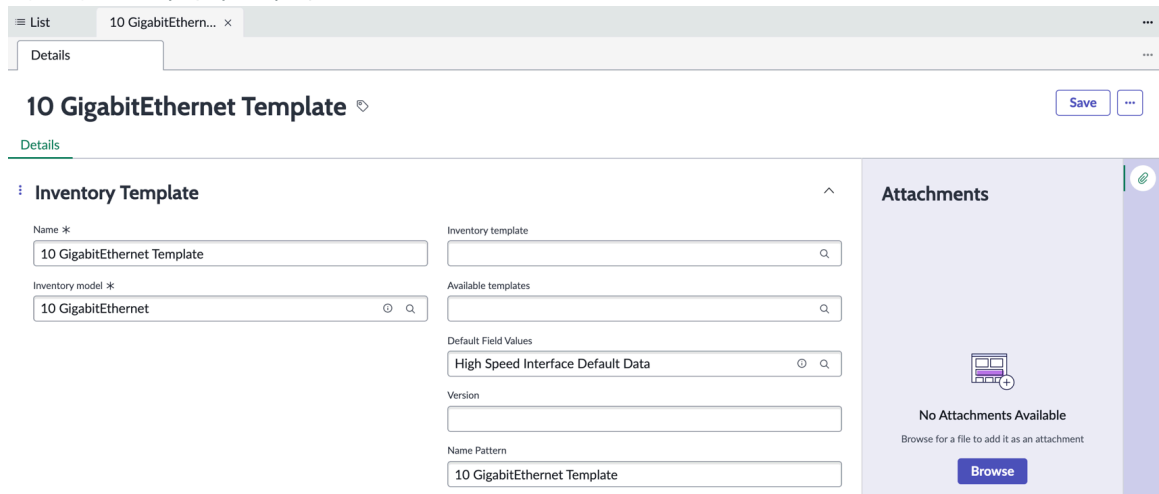 List
10 GigabitEthern... ×
Details
10 GigabitEthernet Template
Save
Details
Inventory Template
Name *
10 GigabitEthernet Template
Inventory model *
10 GigabitEthernet
Inventory template
Available templates
Default Field Values
High Speed Interface Default Data
Version
Name Pattern
10 GigabitEthernet Template
Attachments
No Attachments Available
Browse for a file to add it as an attachment
Browse